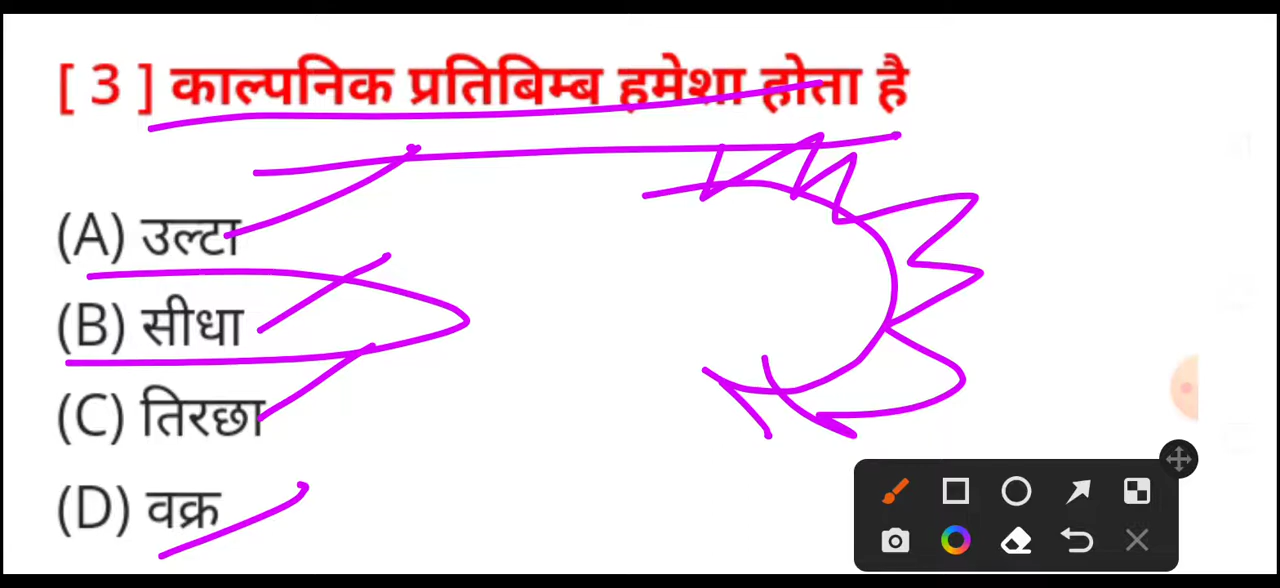 [ 3 ] काल्पनिक प्रतिबिम्ब हमेशा होता है
(A) उल्टा
(B) सीधा
(C) तिरछा
(D) वक्र